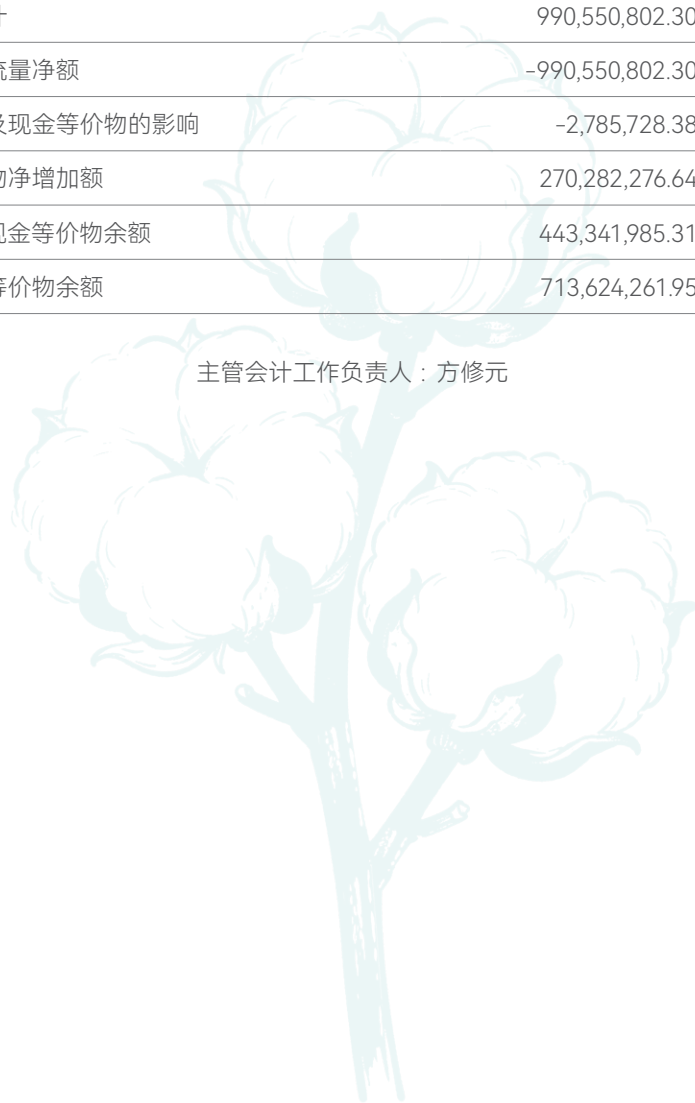 计 990,550,802.30
流量净额 -990,550,802.30
及现金等价物的影响 -2,785,728.38
物净增加额 270,282,276.64
现金等价物余额 443,341,985.31
等价物余额 713,624,261.95
主管会计工作负责人：方修元